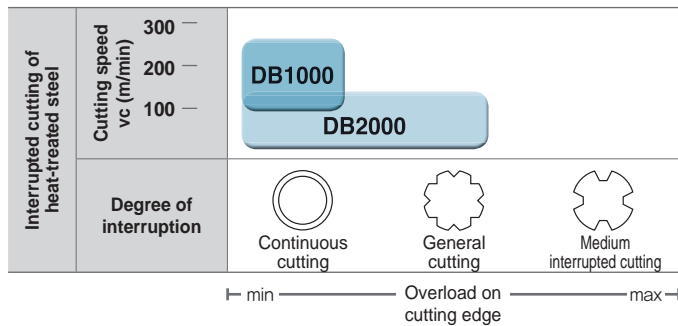 Interrupted cutting of
heat-treated steel
Cutting speed
vc (m/min)
300
200
100
DB1000
DB2000
Degree of
interruption
Continuous
cutting
General
cutting
Medium
interrupted cutting
min
Overload on
cutting edge
max